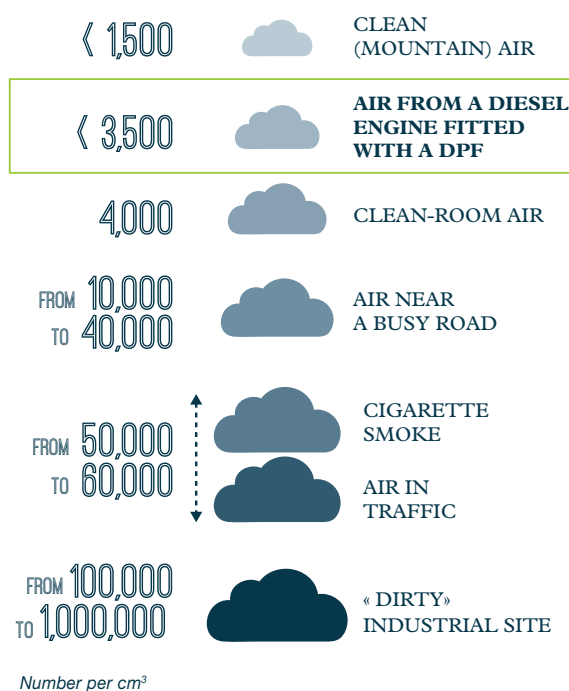 < 1,500
CLEAN
(MOUNTAIN) AIR
< 3,500
AIR FROM A DIESEL
ENGINE FITTED
WITH A DPF
4,000
CLEAN-ROOM AIR
FROM 10,000
TO 40,000
AIR NEAR
A BUSY ROAD
FROM 50,000
TO 60,000
CIGARETTE
SMOKE
AIR IN
TRAFFIC
FROM 100,000
TO 1,000,000
« DIRTY»
INDUSTRIAL SITE
Number per cm³